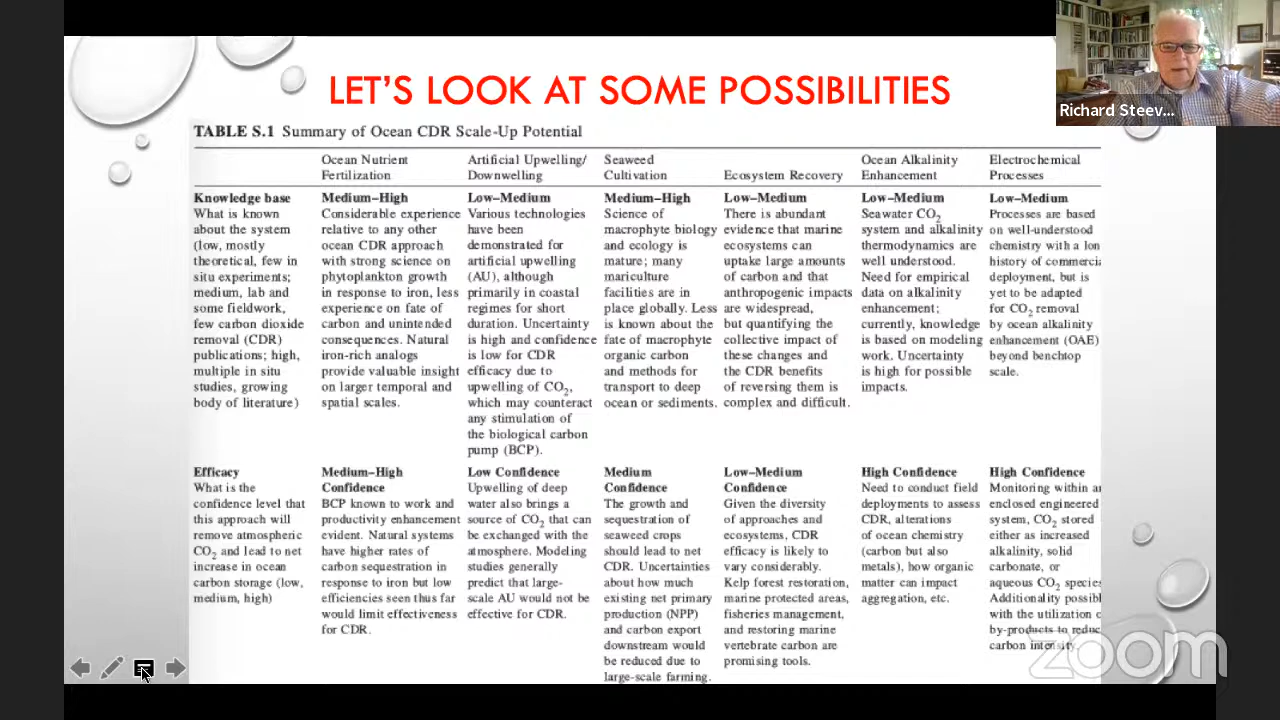 LET'S LOOK AT SOME POSSIBILITIES
Richard Steev...
TABLE S.1 Summary of Ocean CDR Scale-Up Potential
Ocean Nutrient
Fertilization
Artificial Upwelling/
Downwelling
Seaweed
Cultivation
Ecosystem Recovery
Ocean Alkalinity
Enhancement
Electrochemical
Processes
Knowledge base
What is known
about the system
(low, mostly
theoretical, few in
situ experiments;
medium, lab and
some fieldwork,
few carbon dioxide
removal (CDR)
publications; high,
multiple in situ
studies, growing
body of literature)
Medium–High
Considerable experience
relative to any other
ocean CDR approach
with strong science on
phytoplankton growth
in response to iron, less
experience on fate of
carbon and unintended
consequences. Natural
iron-rich analogs
provide valuable insight
on larger temporal and
spatial scales.
Low–Medium
Various technologies
have been
demonstrated for
artificial upwelling
(AU), although
primarily in coastal
regimes for short
duration. Uncertainty
is high and confidence
is low for CDR
efficacy due to
upwelling of CO₂,
which may counteract
any stimulation of
the biological carbon
pump (BCP).
Medium–High
Science of
macrophyte biology
and ecology is
mature; many
mariculture
facilities are in
place globally. Less
is known about the
fate of macrophyte
organic carbon
and methods for
transport to deep
ocean or sediments.
Low–Medium
There is abundant
evidence that marine
ecosystems can
uptake large amounts
of carbon and that
anthropogenic impacts
are widespread,
but quantifying the
collective impact of
these changes and
the CDR benefits
of reversing them is
complex and difficult.
Low–Medium
Seawater CO₂
system and alkalinity
thermodynamics are
well understood.
Need for empirical
data on alkalinity
enhancement;
currently, knowledge
is based on modeling
work. Uncertainty
is high for possible
impacts.
Low–Medium
Processes are based
on well-understood
chemistry with a lon
history of commercia
deployment, but is
yet to be adapted
for CO₂ removal
by ocean alkalinity
enhancement (OAE)
beyond benchtop
scale.
Efficacy
What is the
confidence level that
this approach will
remove atmospheric
CO₂ and lead to net
increase in ocean
carbon storage (low,
medium, high)
Medium–High
Confidence
BCP known to work and
productivity enhancement
evident. Natural systems
have higher rates of
carbon sequestration in
response to iron but low
efficiencies seen thus far
would limit effectiveness
for CDR.
Low Confidence
Upwelling of deep
water also brings a
source of CO₂ that can
be exchanged with the
atmosphere. Modeling
studies generally
predict that large-
scale AU would not be
effective for CDR.
Medium
Confidence
The growth and
sequestration of
seaweed crops
should lead to net
CDR. Uncertainties
about how much
existing net primary
production (NPP)
and carbon export
downstream would
be reduced due to
large-scale farming.
Low–Medium
Confidence
Given the diversity
of approaches and
ecosystems, CDR
efficacy is likely to
vary considerably.
Kelp forest restoration,
marine protected areas,
fisheries management,
and restoring marine
vertebrate carbon are
promising tools.
High Confidence
Need to conduct field
deployments to assess
CDR, alterations
of ocean chemistry
(carbon but also
metals), how organic
matter can impact
aggregation, etc.
High Confidence
Monitoring within an
enclosed engineered
system, CO₂ stored
either as increased
alkalinity, solid
carbonate, or
aqueous CO₂ species
Additionality possibl
with the utilization o
by-products to reduc
carbon intensity.
zoom